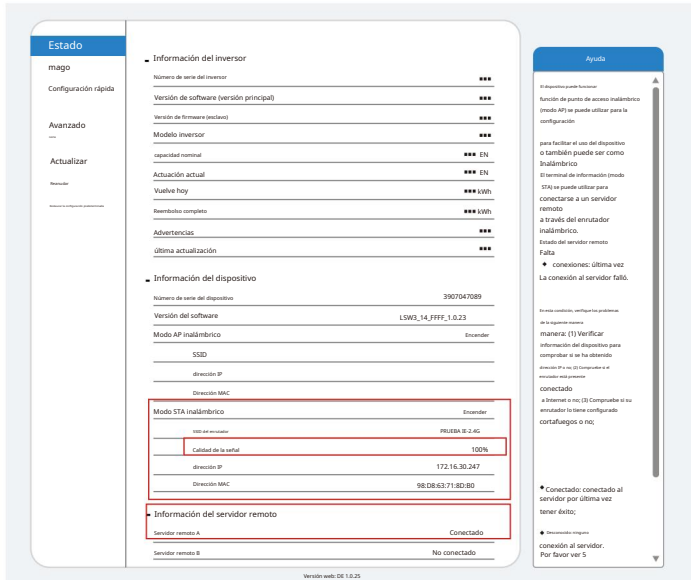 Estado
mago
Configuración rápida
Avanzado
Actualizar
Reanudar
Información del inversor
Número de serie del inversor
Versión de software (versión principal)
Versión de firmware (esclavo)
Modelo inversor
capacidad nominal EN
Actuación actual EN
Vuelve hoy kWh
Reembolso completo kWh
Advertencias
última actualización
Información del dispositivo
Número de serie del dispositivo 3907047089
Versión del software LSW3_14_FFFF_1.0.23
Modo AP inalámbrico Encender
SSID
dirección IP
Dirección MAC
Modo STA inalámbrico Encender
SSID del enrutador PRUEBA IE-2.4G
Calidad de la señal 100%
dirección IP 172.16.30.247
Dirección MAC 98:D8:63:71:8D:B0
Información del servidor remoto
Servidor remoto A Conectado
Servidor remoto B No conectado
Versión web: DE 1.0.25
Ayuda
El dispositivo puede funcionar
función de punto de acceso inalámbrico
(modo AP) se puede utilizar para la
configuración
para facilitar el uso del dispositivo
o también puede ser como
Inalámbrico
El terminal de información (modo
STA) se puede utilizar para
conectarse a un servidor
remoto
a través del enrutador
inalámbrico.
Estado del servidor remoto
Falta
◆ conexiones: última vez
La conexión al servidor falló.
En esta condición, verifique los problemas
de la siguiente manera
manera: (1) Verificar
información del dispositivo para
comprobar si se ha obtenido
dirección IP o no; (2) Compruebe si el
enrutador está presente
conectado
a Internet o no; (3) Compruebe si su
enrutador lo tiene configurado
cortafuegos o no;
◆ Conectado: conectado al
servidor por última vez
tener éxito;
◆ Desconocido: ninguno
conexión al servidor.
Por favor ver 5